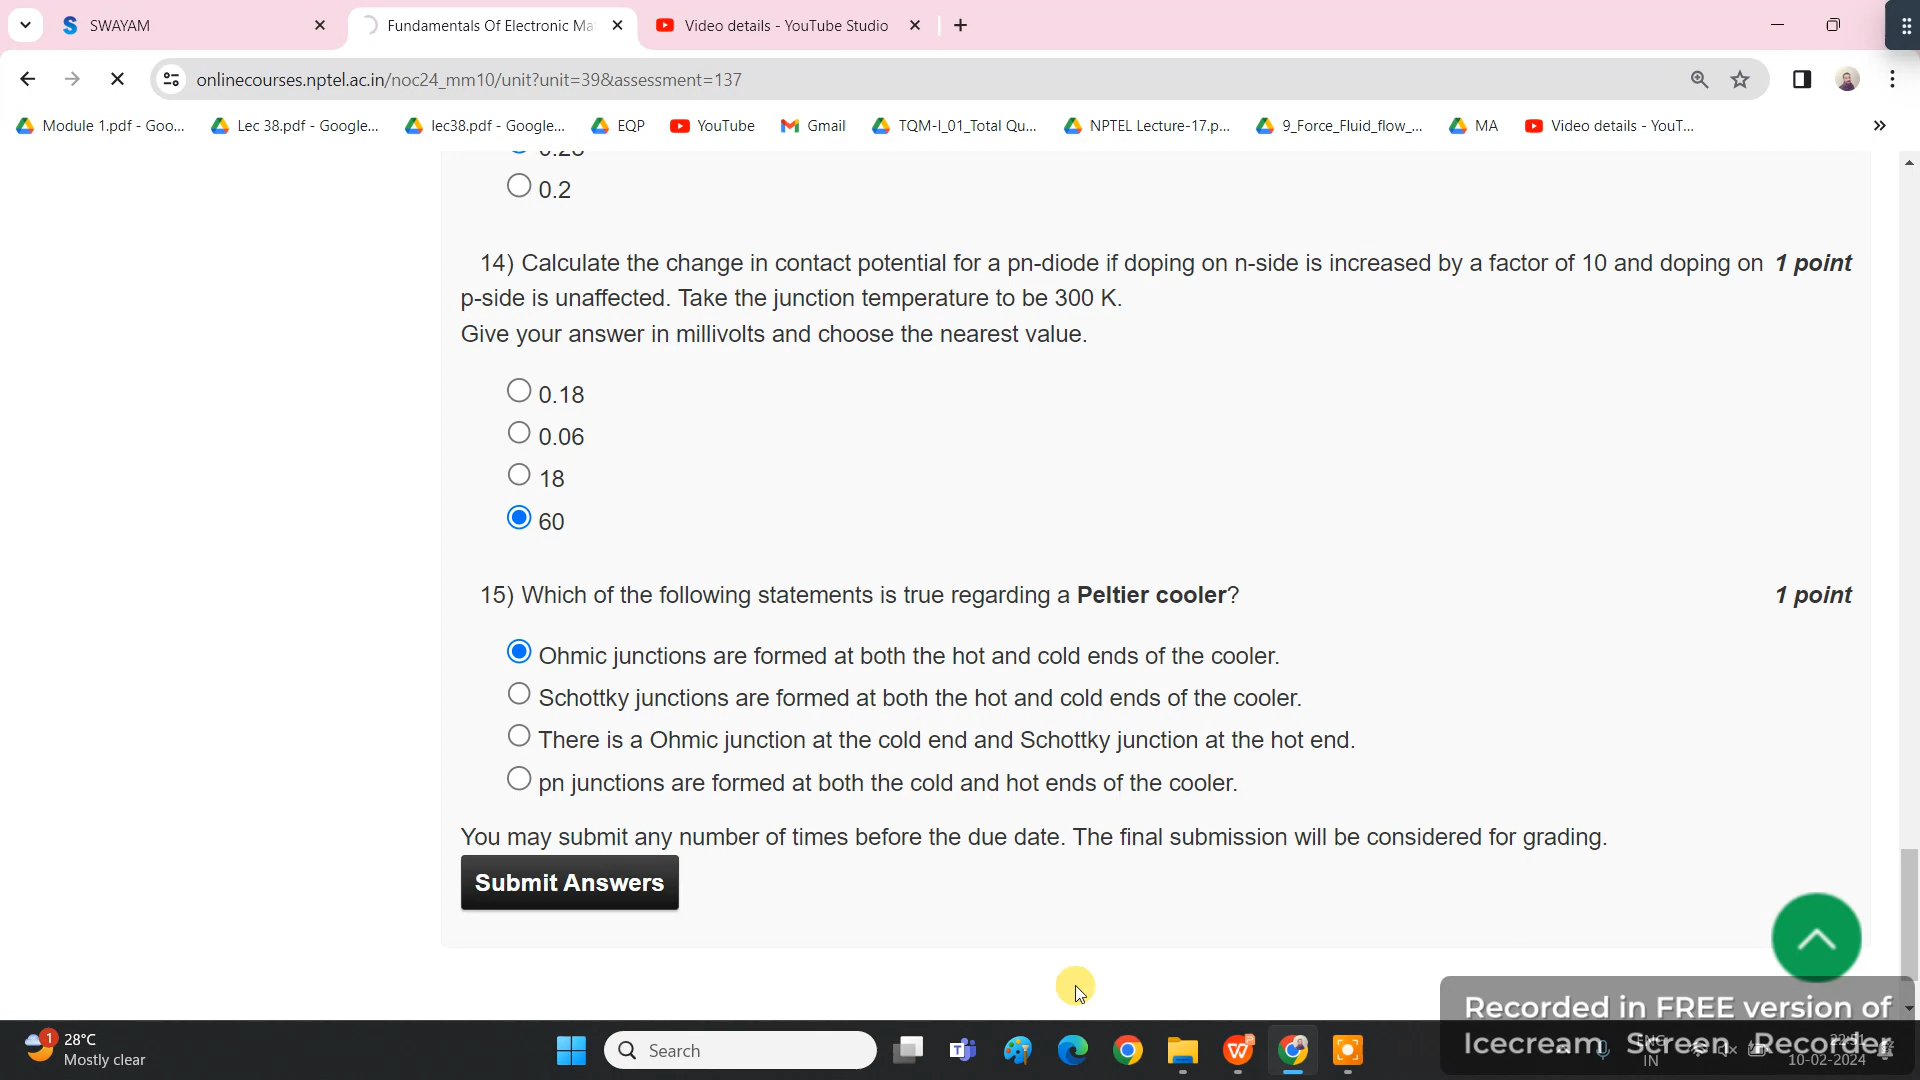 SWAYAM
Fundamentals Of Electronic Ma
Video details - YouTube Studio
onlinecourses.nptel.ac.in/noc24_mm10/unit?unit=39&assessment=137
Module 1.pdf - Goo...
Lec 38.pdf - Google...
lec38.pdf - Google...
EQP
YouTube
Gmail
TQM-I_01_Total Qu...
NPTEL Lecture-17.p...
9_Force_Fluid_flow_...
MA
Video details - YouT...
0.2
14) Calculate the change in contact potential for a pn-diode if doping on n-side is increased by a factor of 10 and doping on 1 point
p-side is unaffected. Take the junction temperature to be 300 K.
Give your answer in millivolts and choose the nearest value.
0.18
0.06
18
60
15) Which of the following statements is true regarding a Peltier cooler? 1 point
Ohmic junctions are formed at both the hot and cold ends of the cooler.
Schottky junctions are formed at both the hot and cold ends of the cooler.
There is a Ohmic junction at the cold end and Schottky junction at the hot end.
pn junctions are formed at both the cold and hot ends of the cooler.
You may submit any number of times before the due date. The final submission will be considered for grading.
Submit Answers
Recorded in FREE version of
Icecream Screen Recorder
1
28°C
Mostly clear
Search
ENG
IN
10-02-2024